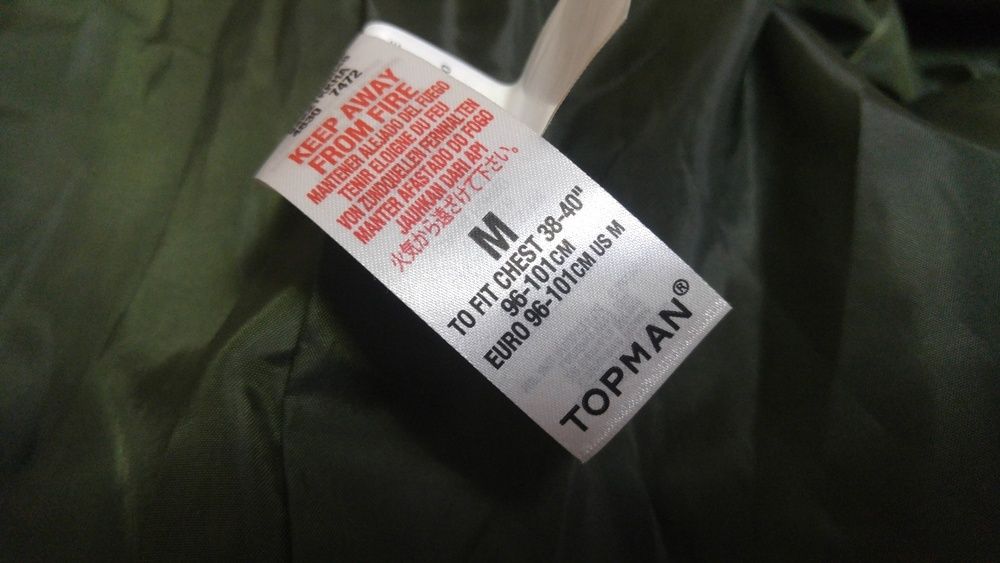 7472
KEEP AWAY
FROM FIRE
MANTENER ALEJADO DEL FUEGO
TENIR ELOIGNE DU FEU
VON ZUNDQUELLEN FERNHALTEN
MANTER AFASTADO DO FOGO
JAUHKAN DARI API
火気から遠ざけて下さい。
M
TO FIT CHEST 38-40"
96-101CM
EURO 96-101CM US M
TOPMAN®